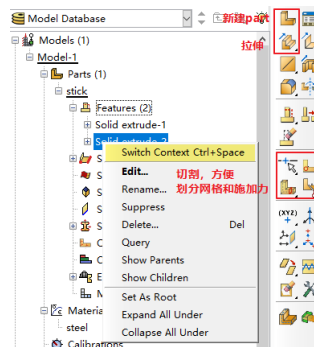 Model Database
新建part
Models (1)
拉伸
Model-1
Parts (1)
stick
Features (2)
Solid extrude-1
Solid extrude-2
Switch Context Ctrl+Space
Edit...
切割，方便
Rename...
划分网格和施加力
Suppress
Delete...
Del
Query
Show Parents
Show Children
Set As Root
Expand All Under
Collapse All Under
S
S
S
S
S
C
C
E
M
Materia
steel
Calibrations
(XYZ)